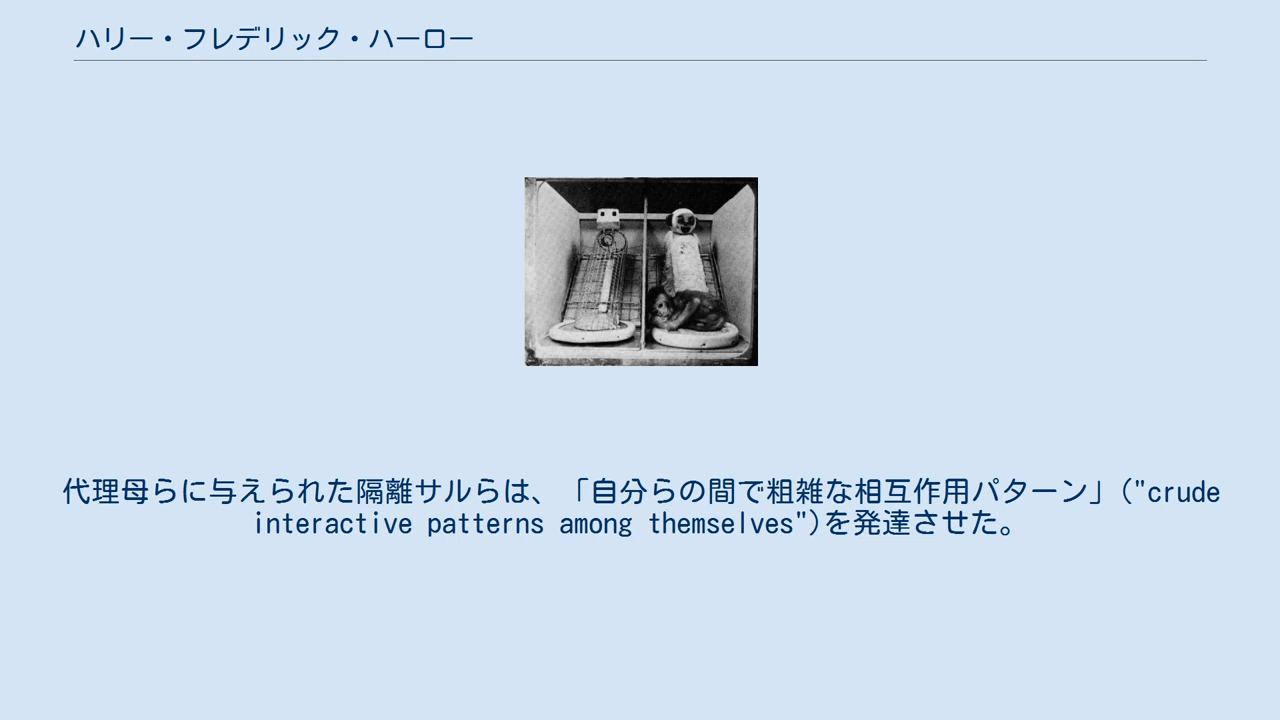 ハリー・フレデリック・ハーロー
代理母らに与えられた隔離サルらは、「自分らの間で粗雑な相互作用パターン」("crude
interactive patterns among themselves")を発達させた。